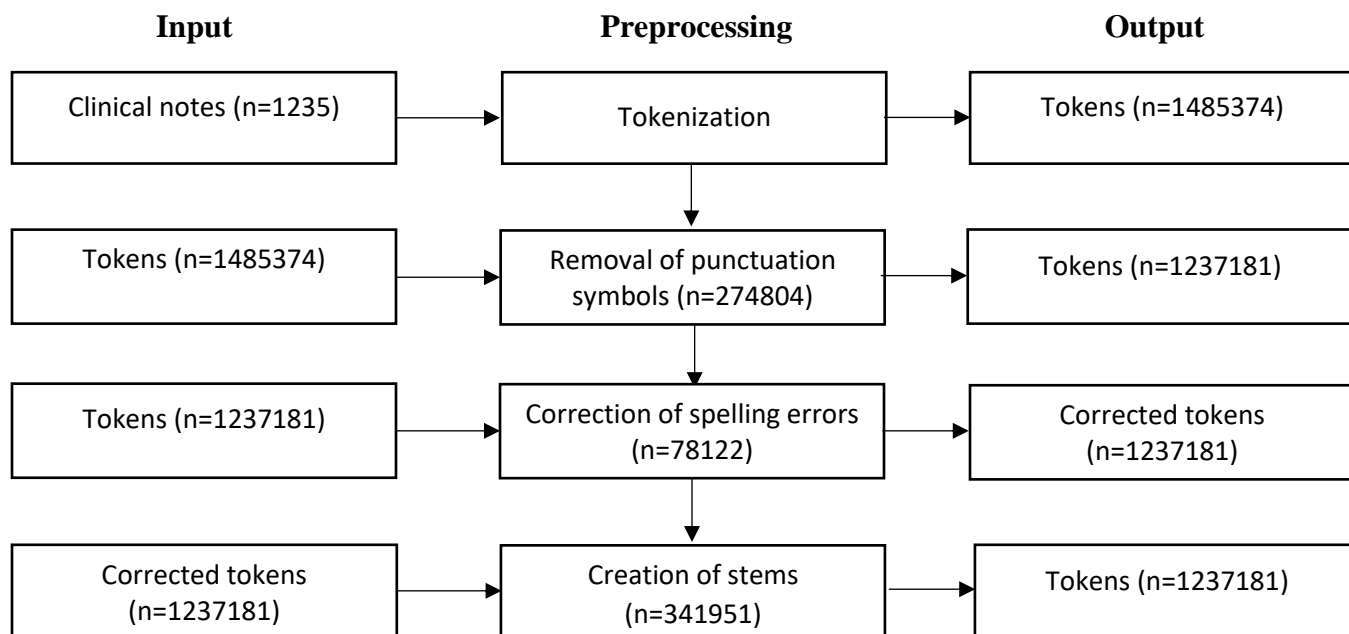 Input
Preprocessing
Output
Clinical notes (n=1235)
Tokenization
Tokens (n=1485374)
Tokens (n=1485374)
Removal of punctuation
symbols (n=274804)
Tokens (n=1237181)
Tokens (n=1237181)
Correction of spelling errors
(n=78122)
Corrected tokens
(n=1237181)
Corrected tokens
(n=1237181)
Creation of stems
(n=341951)
Tokens (n=1237181)